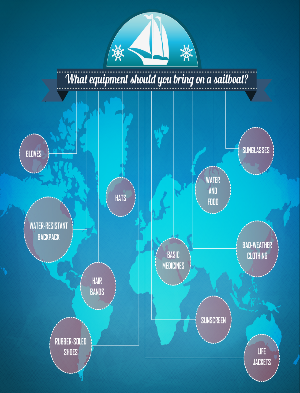 What equipment should you bring on a sailboat?
GLOVES
SUNGLASSES
HATS
WATER
AND
FOOD
WATER-RESISTANT
BACKPACK
BAD-WEATHER
CLOTHING
BASIC
MEDICINES
HAIR
BANDS
SUNSCREEN
RUBBER-SOLED
SHOES
LIFE
JACKETS